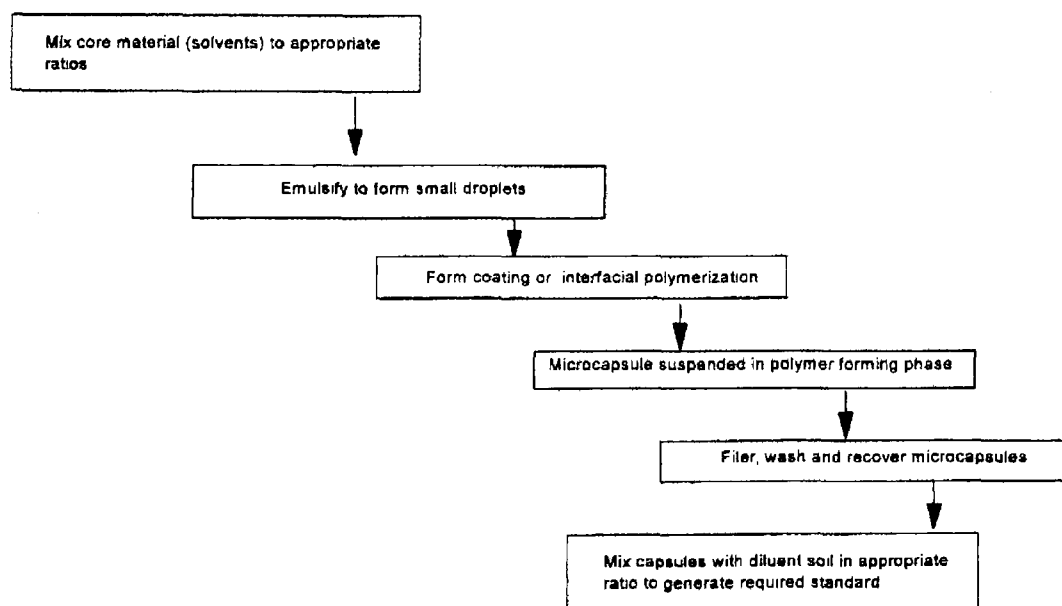 Mix core material (solvents) to appropriate
ratios
Emulsify to form small droplets
Form coating or interfacial polymerization
Microcapsule suspended in polymer forming phase
Filer, wash and recover microcapsules
Mix capsules with diluent soil in appropriate
ratio to generate required standard